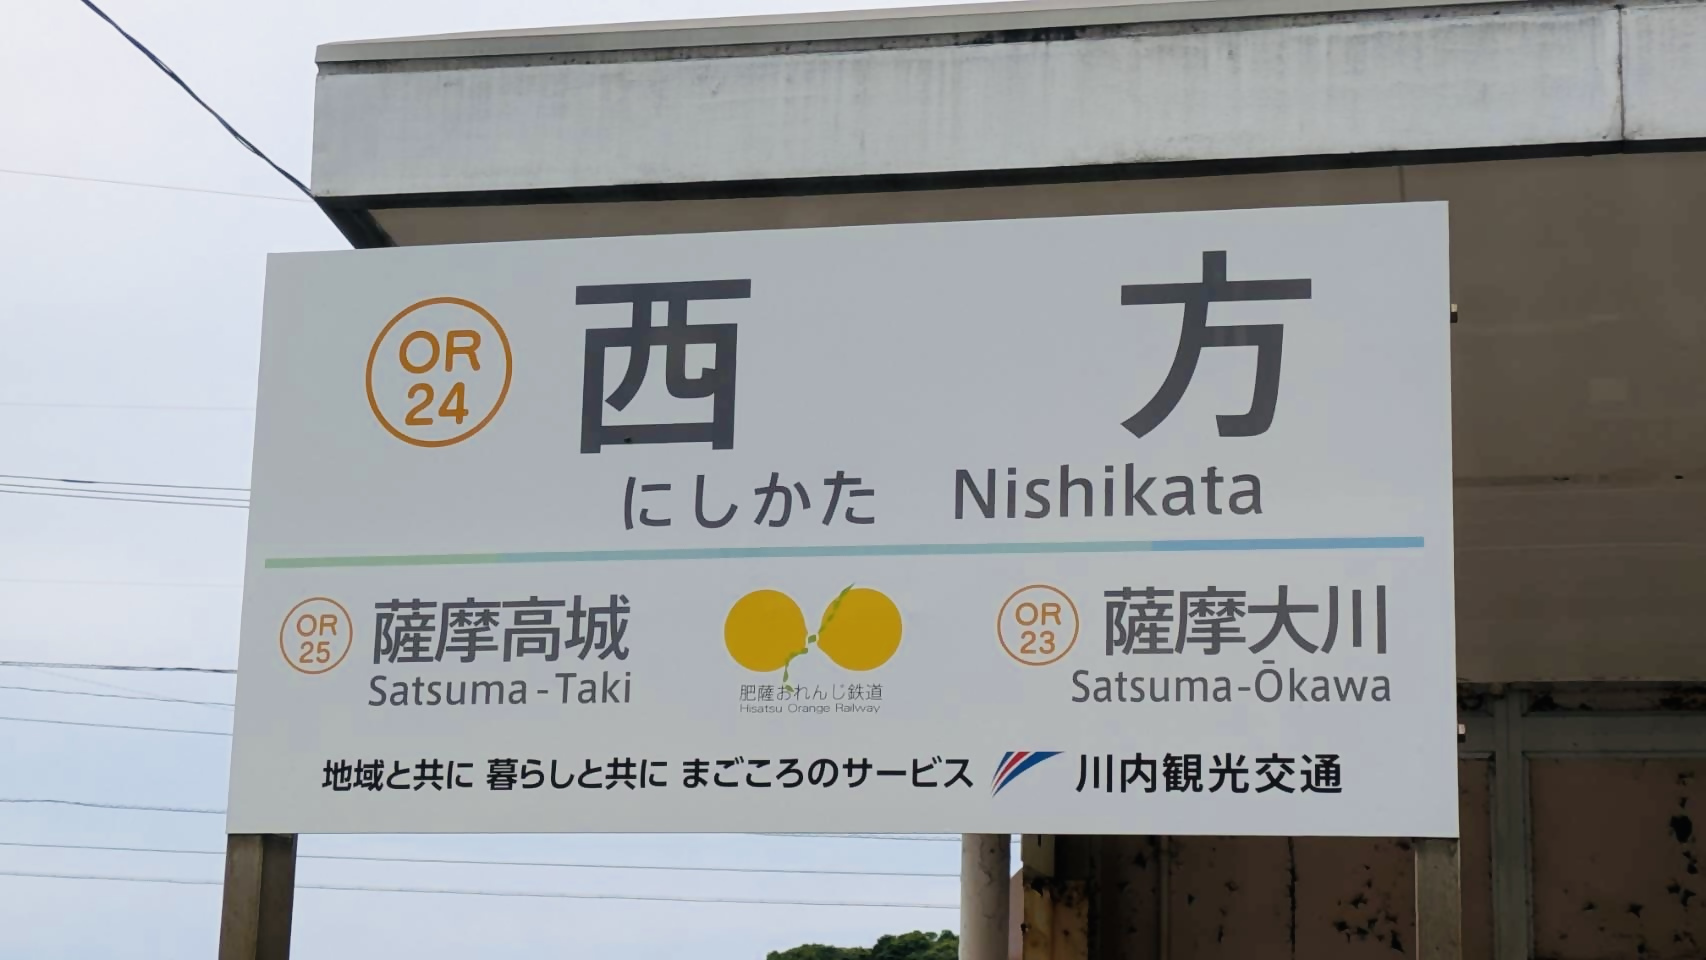 OR
24
西方
にしかた Nishikata
OR
25
薩摩高城
Satsuma-Taki
肥薩おれんじ鉄道
Hisatsu Orange Railway
OR
23
薩摩大川
Satsuma-Ōkawa
地域と共に 暮らしと共に まごころのサービス 川内観光交通